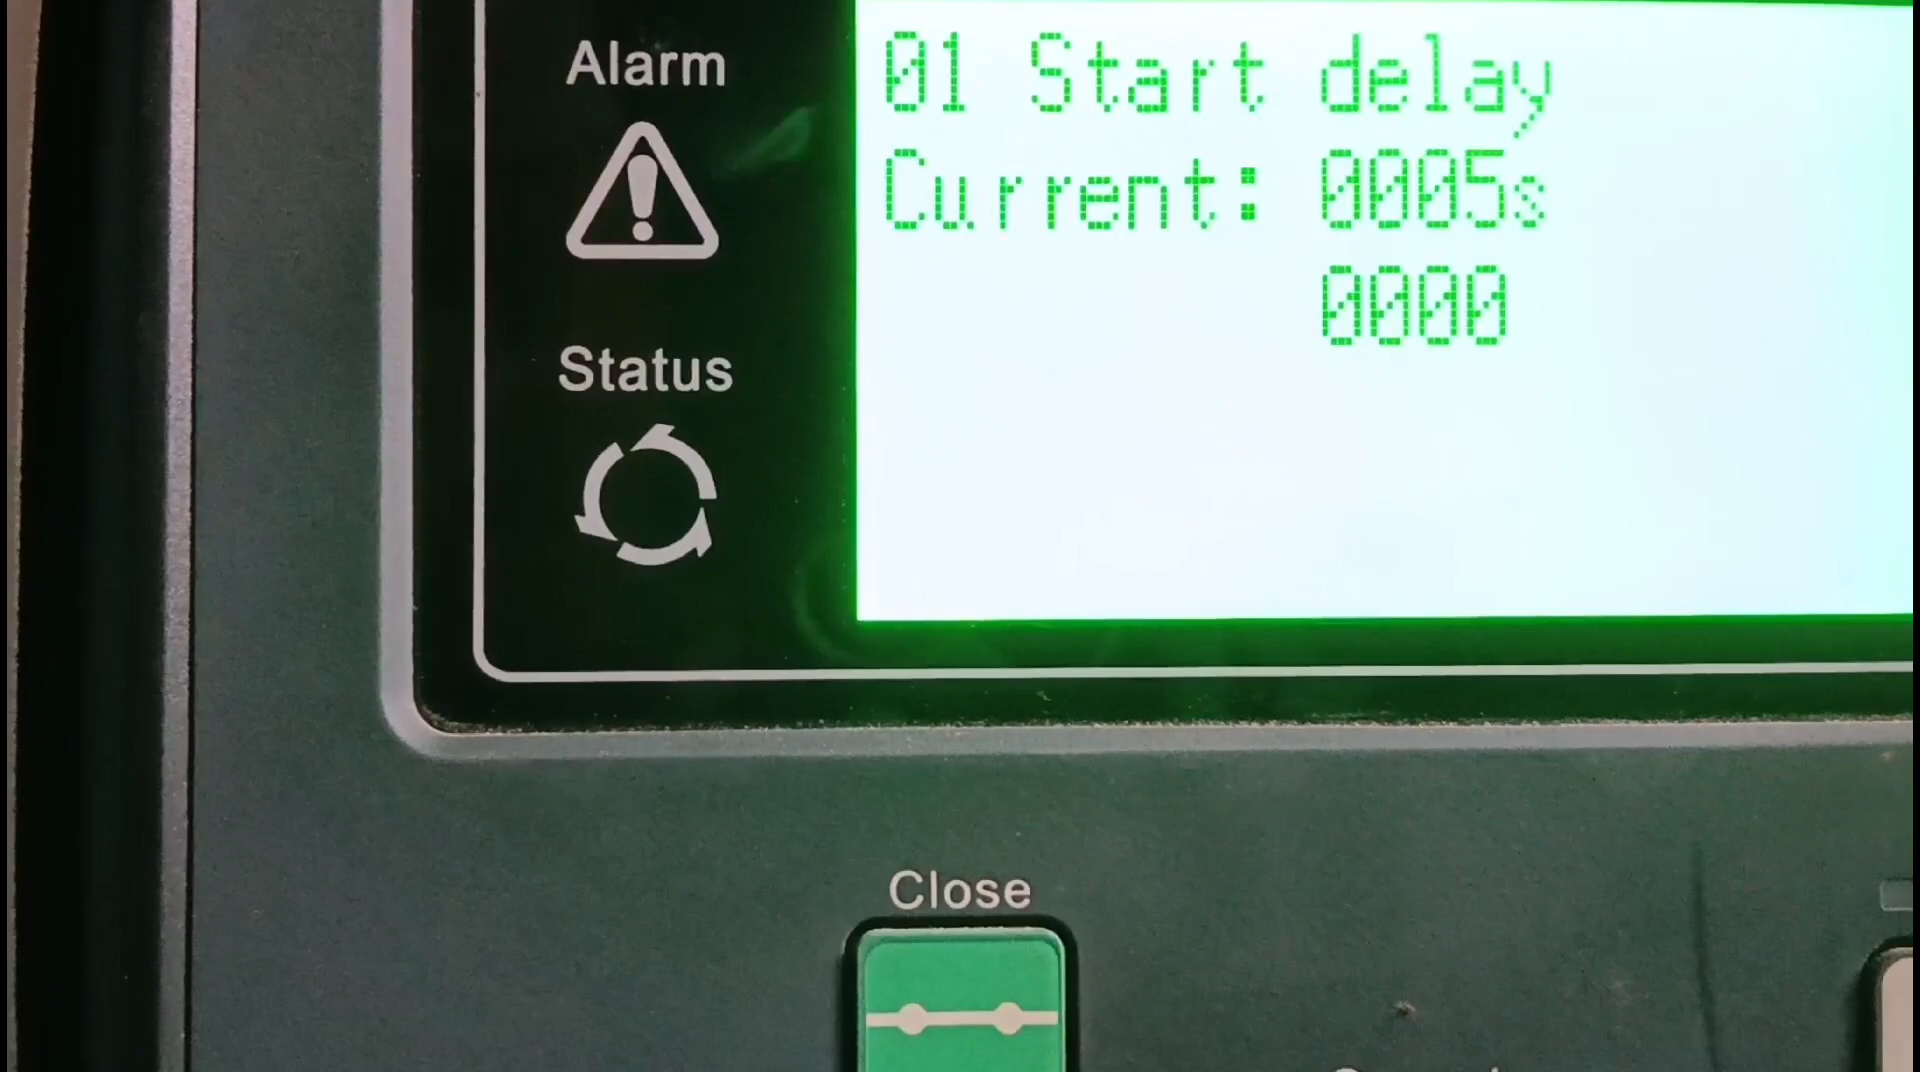 Alarm
01 Start delay
Current: 0005s
0000
Status
Close